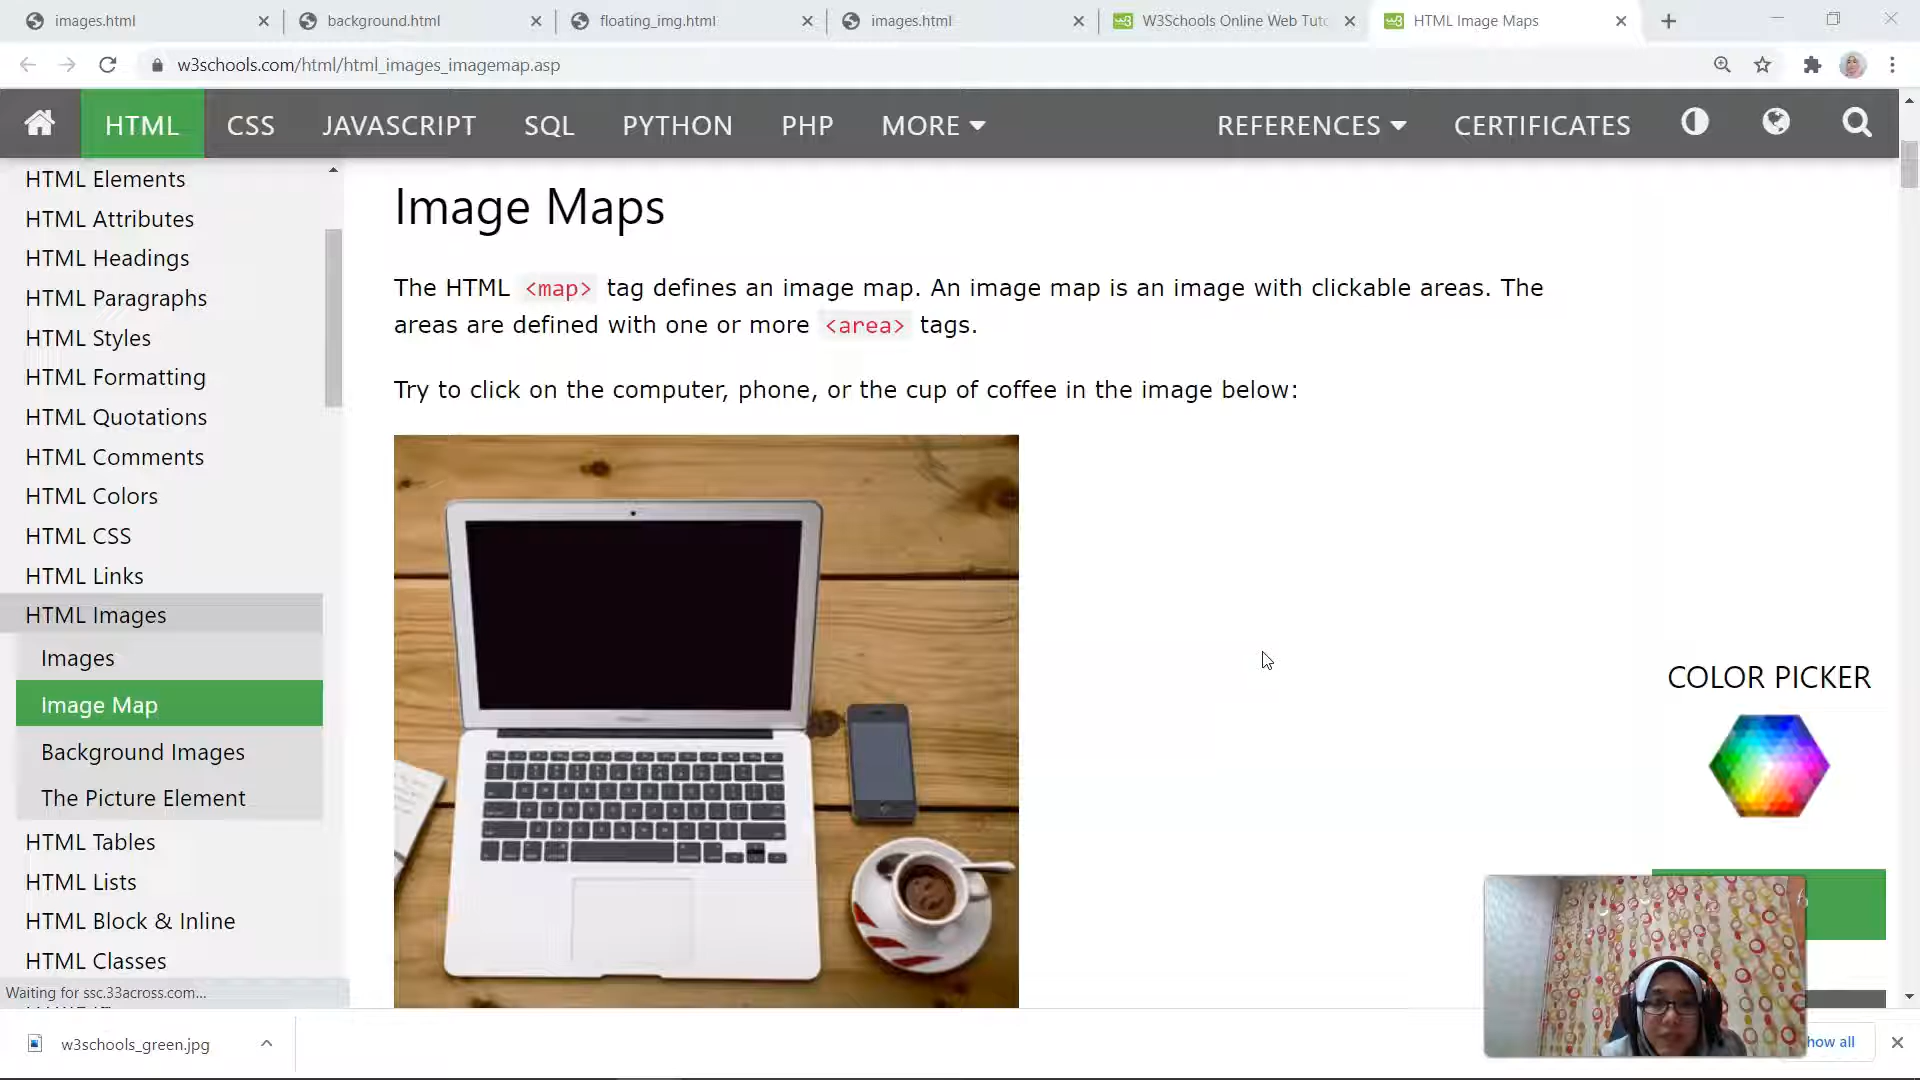 images.html
background.html
floating_img.html
images.html
W3Schools Online Web Tuto
HTML Image Maps
w3schools.com/html/html_images_imagemap.asp
HTML
CSS
JAVASCRIPT
SQL
PYTHON
PHP
MORE
REFERENCES
CERTIFICATES
HTML Elements
HTML Attributes
HTML Headings
HTML Paragraphs
HTML Styles
HTML Formatting
HTML Quotations
HTML Comments
HTML Colors
HTML CSS
HTML Links
HTML Images
Images
Image Map
Background Images
The Picture Element
HTML Tables
HTML Lists
HTML Block & Inline
HTML Classes
Image Maps
The HTML <map> tag defines an image map. An image map is an image with clickable areas. The
areas are defined with one or more <area> tags.
Try to click on the computer, phone, or the cup of coffee in the image below:
COLOR PICKER
Waiting for ssc.33across.com...
w3schools_green.jpg
how all